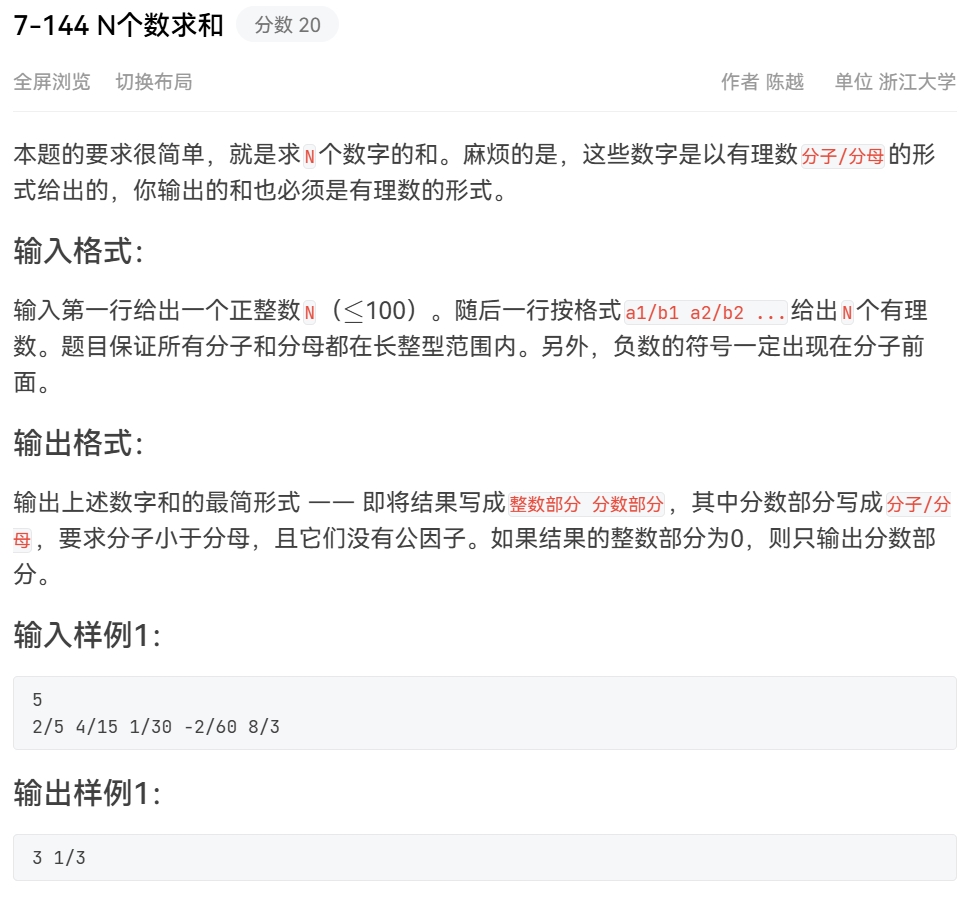 7-144 N个数求和 分数 20
全屏浏览 切换布局 作者 陈越 单位 浙江大学
本题的要求很简单，就是求N个数字的和。麻烦的是，这些数字是以有理数分子/分母的形
式给出的，你输出的和也必须是有理数的形式。
输入格式：
输入第一行给出一个正整数N（≤100）。随后一行按格式a1/b1 a2/b2 ...给出N个有理
数。题目保证所有分子和分母都在长整型范围内。另外，负数的符号一定出现在分子前
面。
输出格式：
输出上述数字和的最简形式 —— 即将结果写成整数部分 分数部分，其中分数部分写成分子/分
母，要求分子小于分母，且它们没有公因子。如果结果的整数部分为0，则只输出分数部
分。
输入样例1：
5
2/5 4/15 1/30 -2/60 8/3
输出样例1：
3 1/3